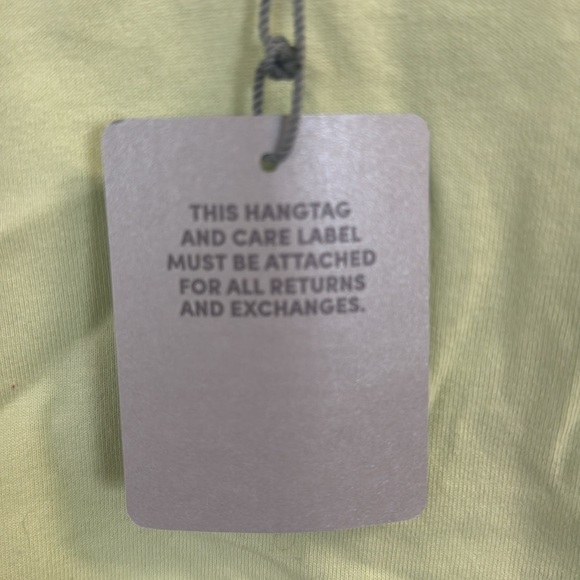 THIS HANGTAG
AND CARE LABEL
MUST BE ATTACHED
FOR ALL RETURNS
AND EXCHANGES.